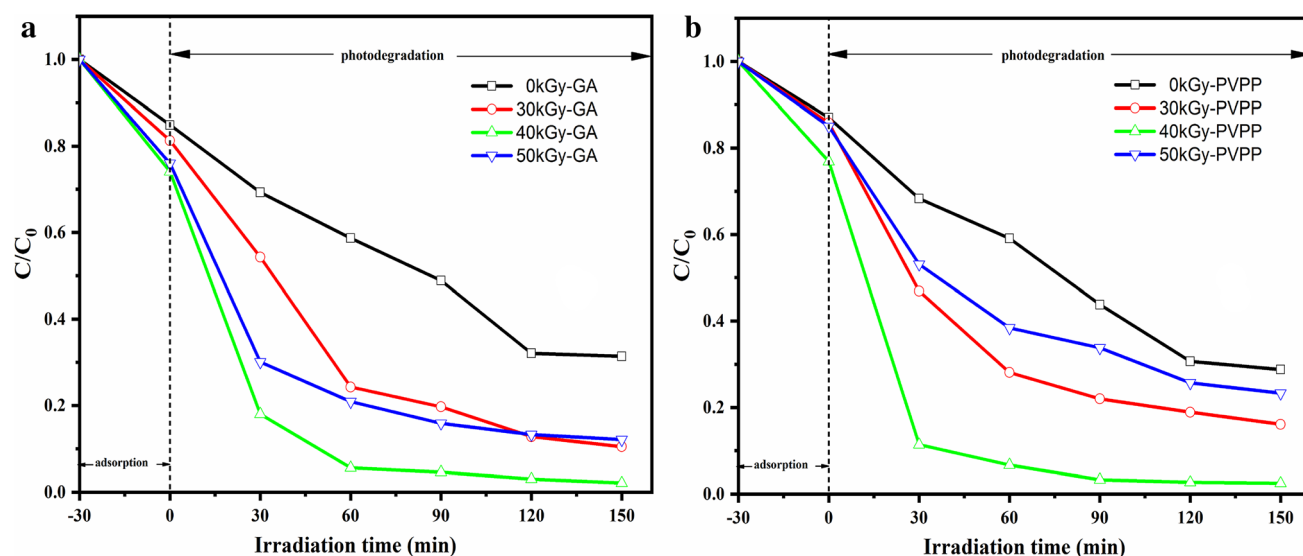 a
photodegradation
1.0
0.8
0.6
0.4
0.2
0.0
C/C₀
0kGy-GA
30kGy-GA
40kGy-GA
50kGy-GA
adsorption
-30 0 30 60 90 120 150
Irradiation time (min)
b
photodegradation
1.0
0.8
0.6
0.4
0.2
0.0
C/C₀
0kGy-PVPP
30kGy-PVPP
40kGy-PVPP
50kGy-PVPP
adsorption
-30 0 30 60 90 120 150
Irradiation time (min)